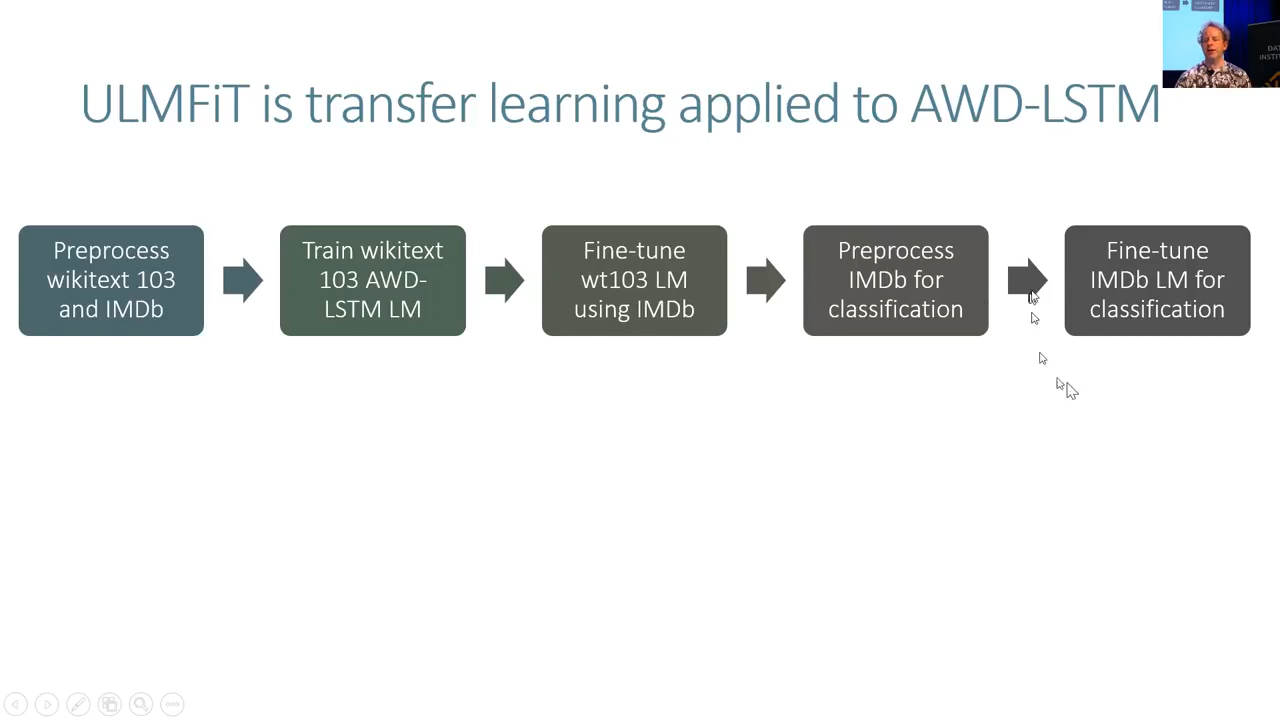 ULMFiT is transfer learning applied to AWD-LSTM
Preprocess
wikitext 103
and IMDb
Train wikitext
103 AWD-
LSTM LM
Fine-tune
wt103 LM
using IMDb
Preprocess
IMDb for
classification
Fine-tune
IMDb LM for
classification